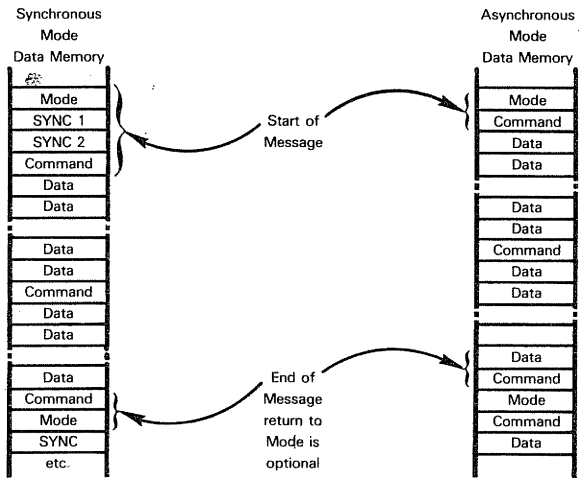 Synchronous
Mode
Data Memory
Mode
SYNC 1
SYNC 2
Command
Data
Data
Data
Data
Command
Data
Data
Data
Command
Mode
SYNC
etc.
Start of
Message
End of
Message
return to
Mode is
optional
Asynchronous
Mode
Data Memory
Mode
Command
Data
Data
Data
Data
Command
Data
Data
Data
Command
Mode
Command
Data